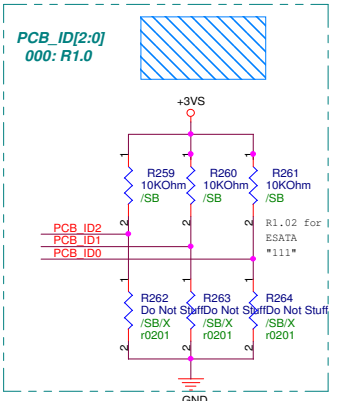 PCB_ID[2:0]
000: R1.0
+3VS
1 1 1
R259 R260 R261
10KOhm 10KOhm 10KOhm
/SB /SB /SB
2 2 2
R1.02 for
ESATA
"111"
PCB_ID2
PCB_ID1
PCB_ID0
1 1 1
R262 R263 R264
Do Not Stuff Do Not Stuff Do Not Stuff
/SB/X /SB/X /SB/X
r0201 r0201 r0201
2 2 2
GND